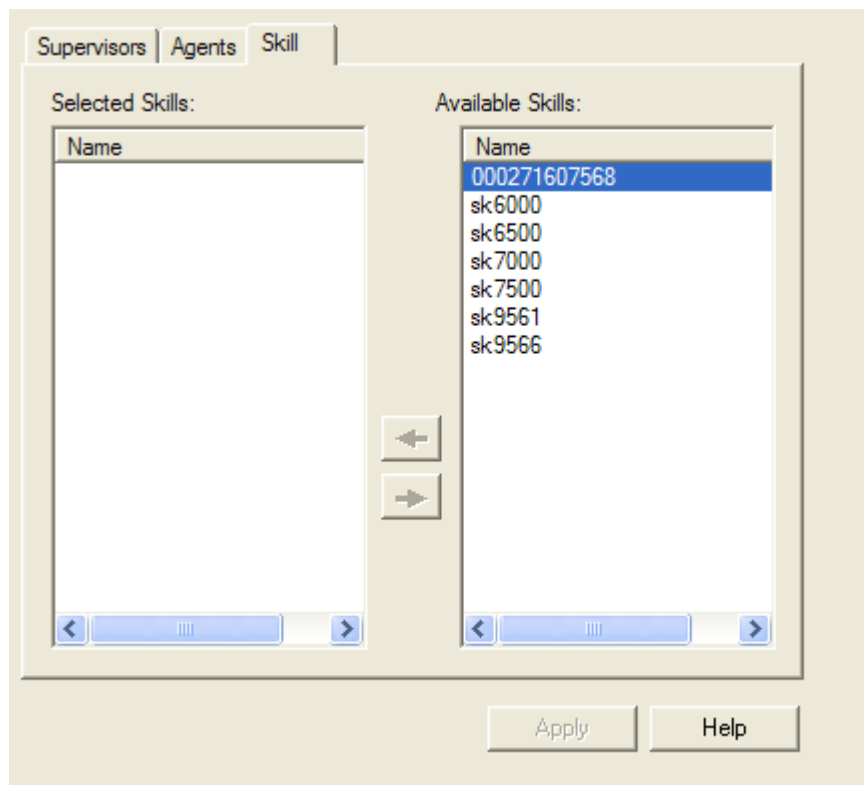 Supervisors Agents Skill
Selected Skills: Available Skills:
Name Name
000271607568
sk6000
sk6500
sk7000
sk7500
sk9561
sk9566
Apply Help